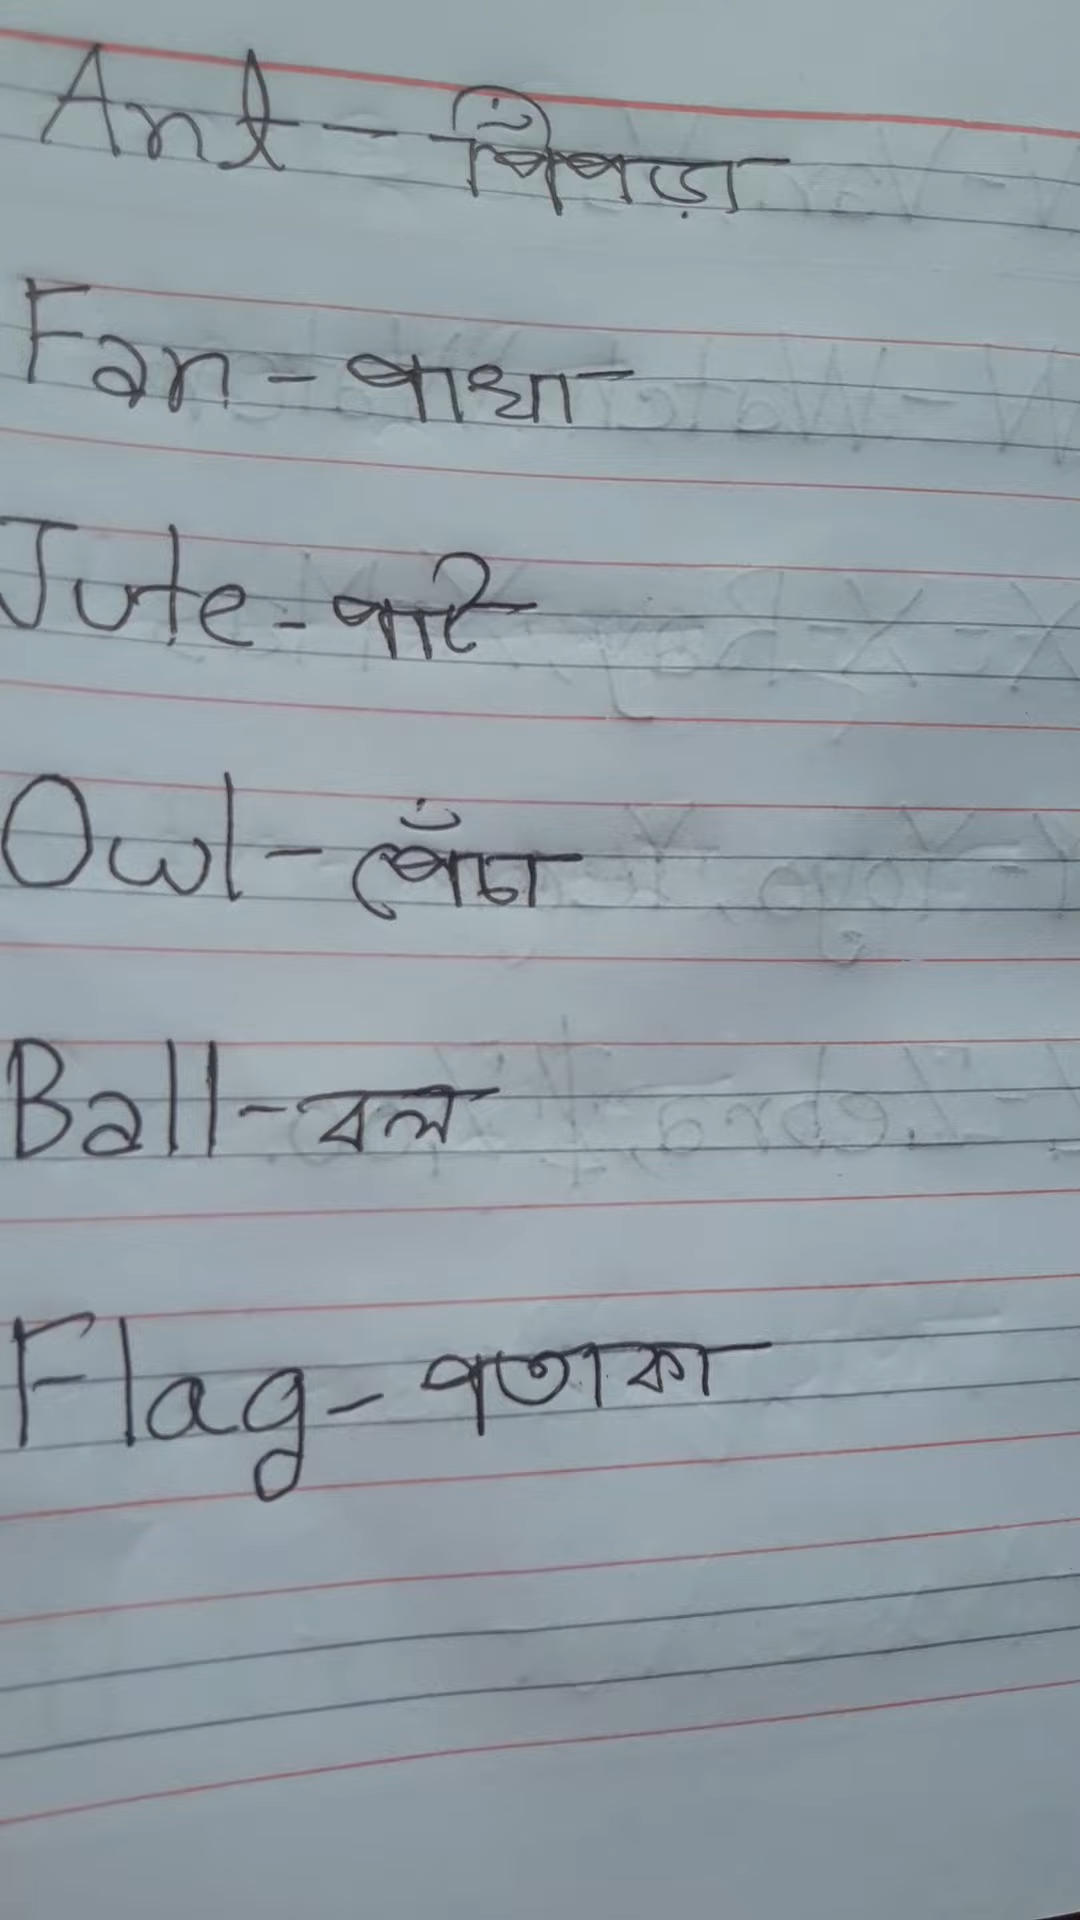 Ant - পিঁপড়া
Fan - পাখা
Jute - পাট
Owl - পেঁচা
Ball - বল
Flag - পতাকা